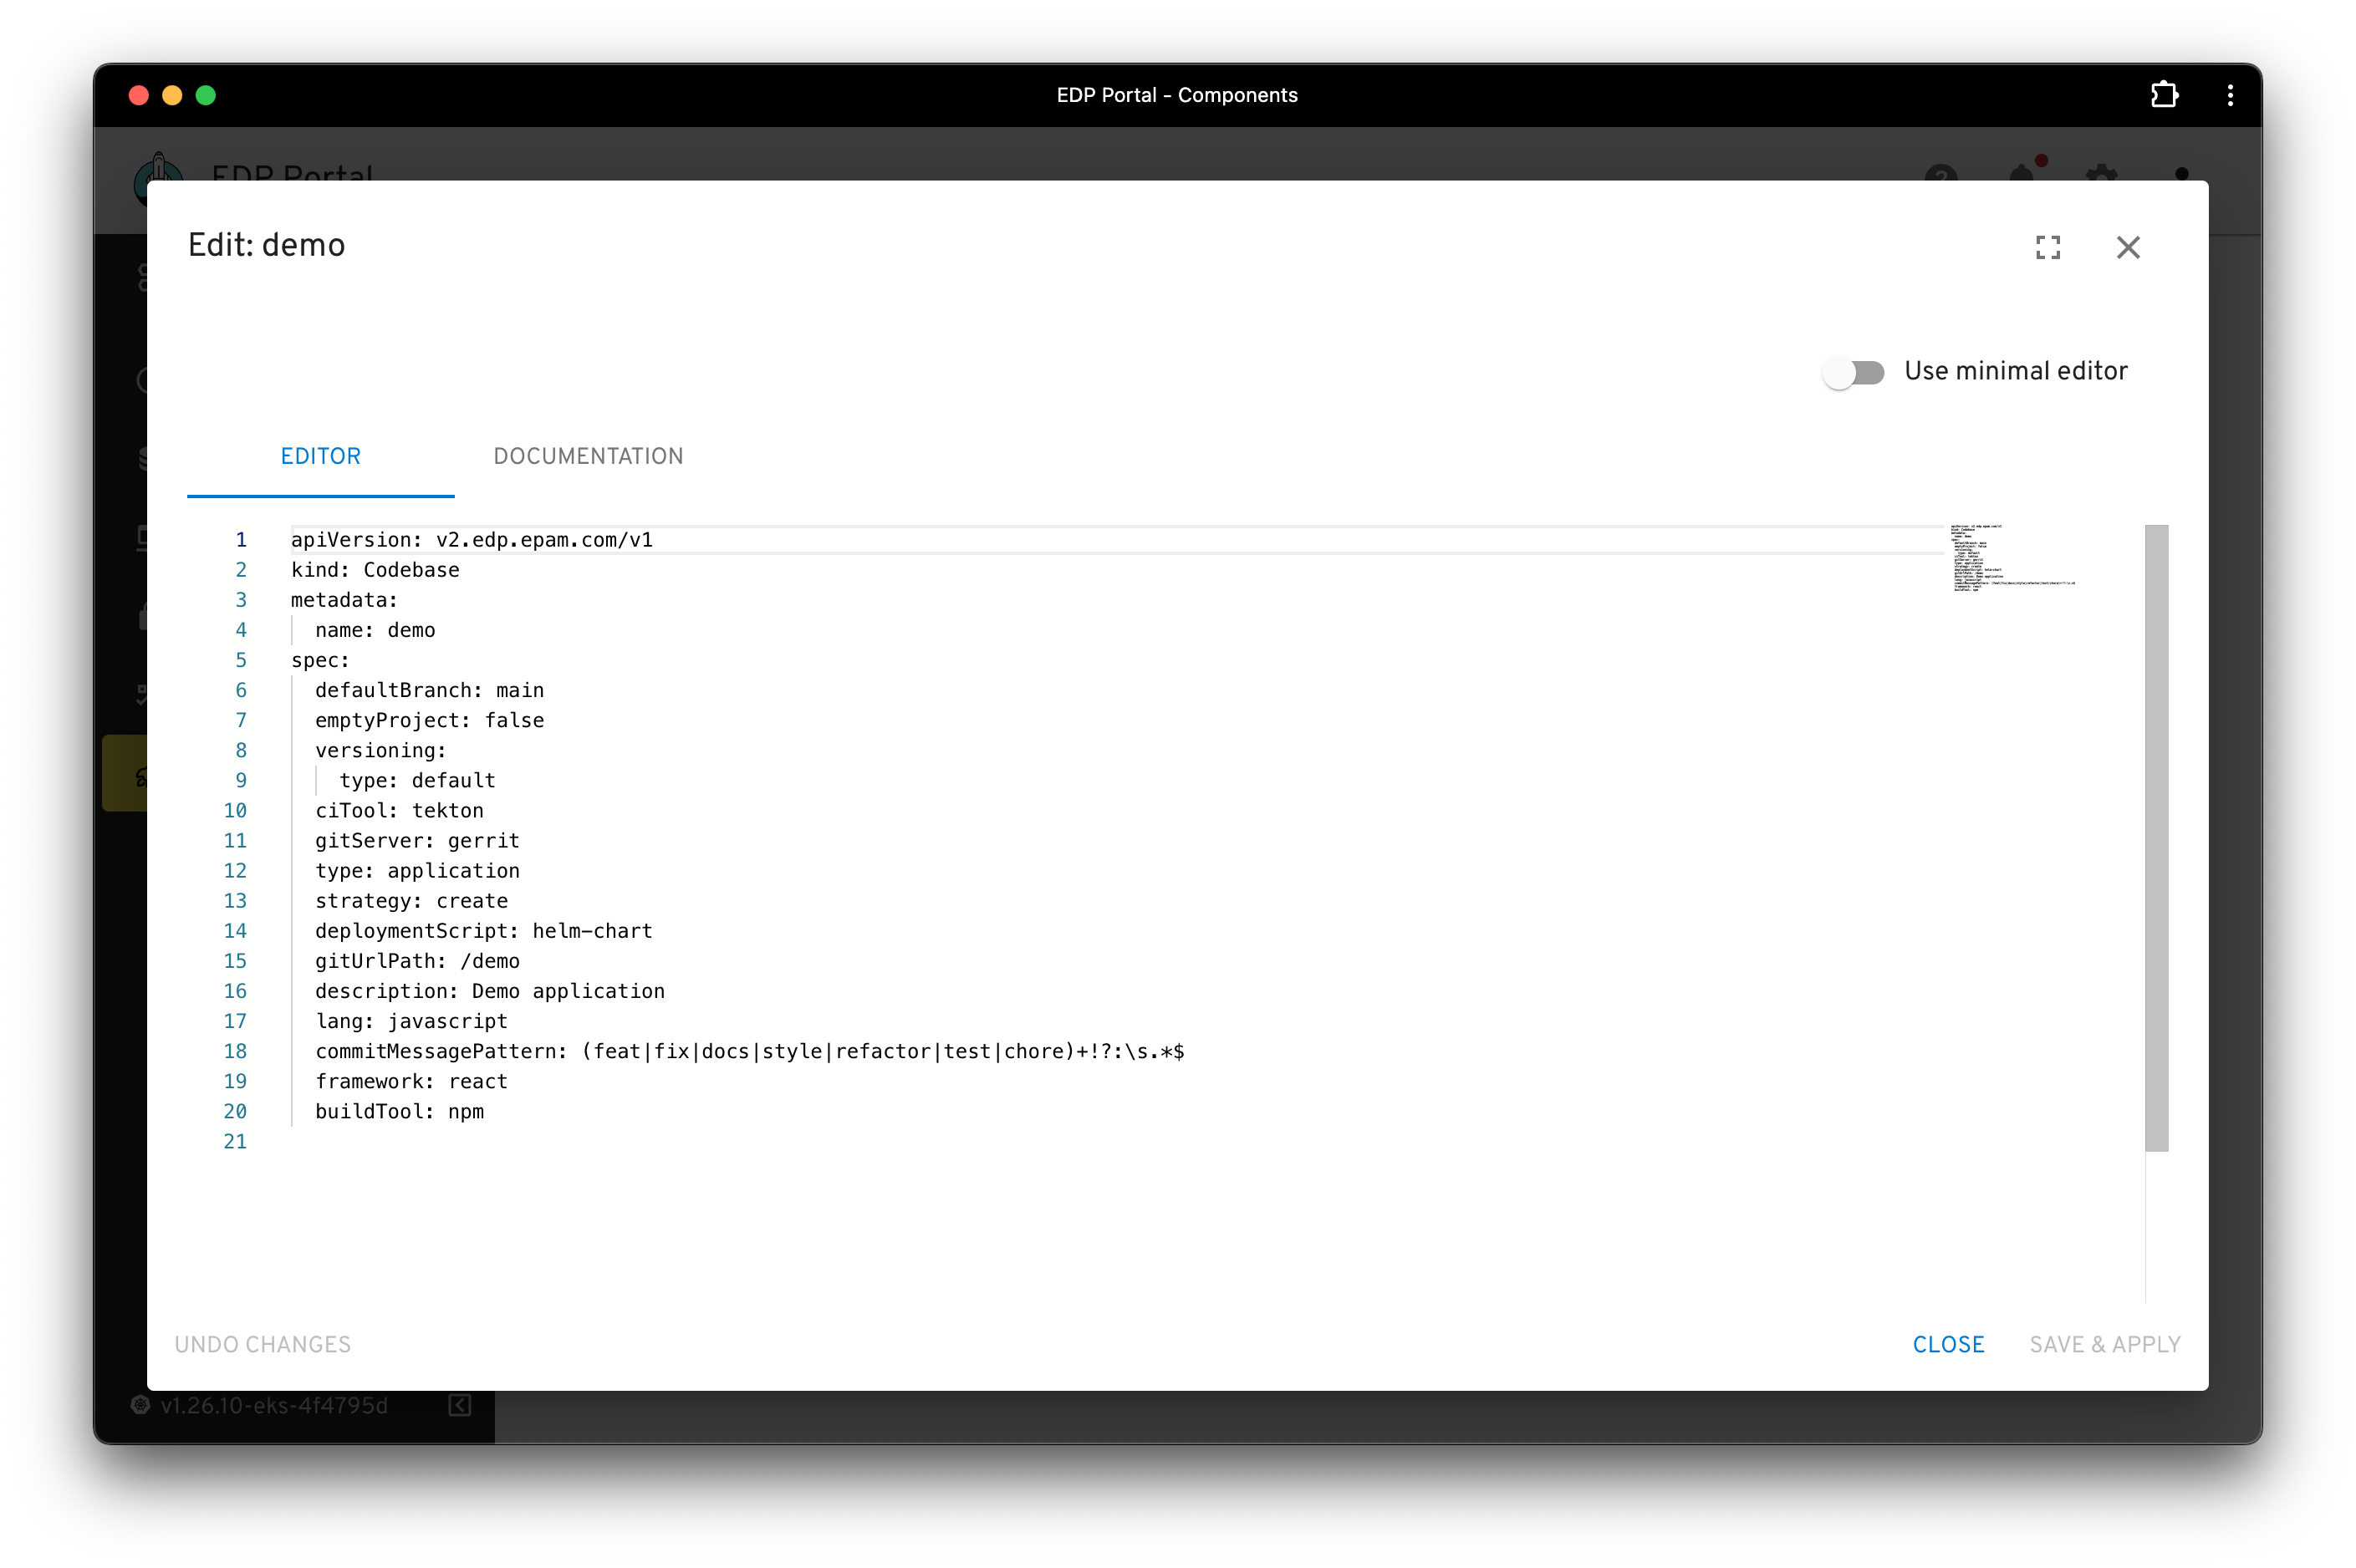 EDP Portal - Components
EDP Portal
Edit: demo
Use minimal editor
EDITOR DOCUMENTATION
1 apiVersion: v2.edp.epam.com/v1
2 kind: Codebase
3 metadata:
4 name: demo
5 spec:
6 defaultBranch: main
7 emptyProject: false
8 versioning:
9 type: default
10 ciTool: tekton
11 gitServer: gerrit
12 type: application
13 strategy: create
14 deploymentScript: helm-chart
15 gitUrlPath: /demo
16 description: Demo application
17 lang: javascript
18 commitMessagePattern: (feat|fix|docs|style|refactor|test|chore)+!?:\s.*$
19 framework: react
20 buildTool: npm
21
UNDO CHANGES CLOSE SAVE & APPLY
v1.26.10-eks-4f4795d